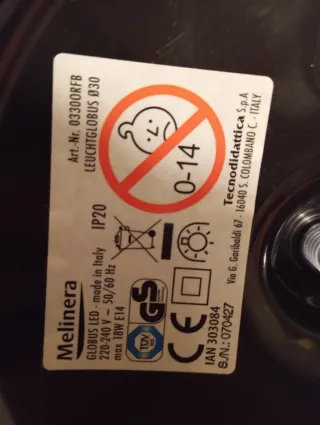 Melinera
GLOBUS LED - made in Italy
220-240 V ~ 50/60 Hz
max 18W E14
IP20
Art.-Nr. 03300RFB
LEUCHTGLOBUS Ø30
0-14
TÜV
GS
CE
IAN 303084
S./N.: 070427
Tecnodidattica S.p.A.
Via G. Garibaldi 67 - 16040 S. COLOMBANO C. - ITALY